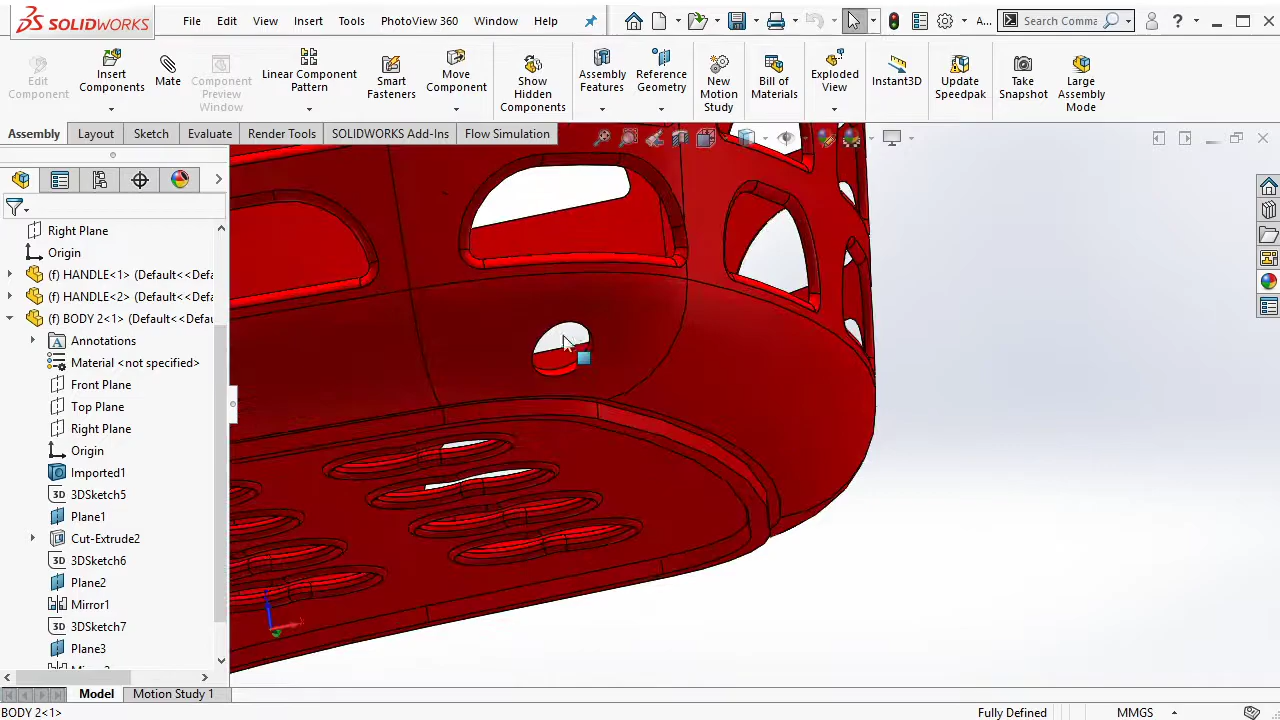 SOLIDWORKS
File Edit View Insert Tools PhotoView 360 Window Help
A...
Search Comma
Edit Component
Insert Components
Mate
Component Preview Window
Linear Component Pattern
Smart Fasteners
Move Component
Show Hidden Components
Assembly Features
Reference Geometry
New Motion Study
Bill of Materials
Exploded View
Instant3D
Update Speedpak
Take Snapshot
Large Assembly Mode
Assembly Layout Sketch Evaluate Render Tools SOLIDWORKS Add-Ins Flow Simulation
Right Plane
Origin
(f) HANDLE<1> (Default<<Defa
(f) HANDLE<2> (Default<<Defa
(f) BODY 2<1> (Default<<Defau
Annotations
Material <not specified>
Front Plane
Top Plane
Right Plane
Origin
Imported1
3D 3DSketch5
Plane1
Cut-Extrude2
3D 3DSketch6
Plane2
Mirror1
3D 3DSketch7
Plane3
Model Motion Study 1
BODY 2<1> Fully Defined MMGS